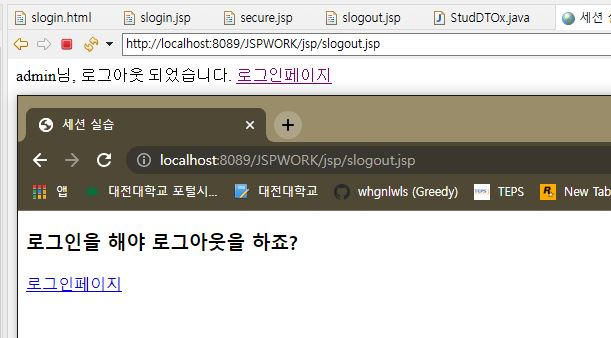 slogin.html slogin.jsp secure.jsp slogout.jsp StudDTOx.java 세션 실
http://localhost:8089/JSPWORK/jsp/slogout.jsp
admin님, 로그아웃 되었습니다. 로그인페이지
세션 실습
localhost:8089/JSPWORK/jsp/slogout.jsp
앱 대전대학교 포털시... 대전대학교 whgnlwls (Greedy) TEPS TEPS R New Tab
로그인을 해야 로그아웃을 하죠?
로그인페이지